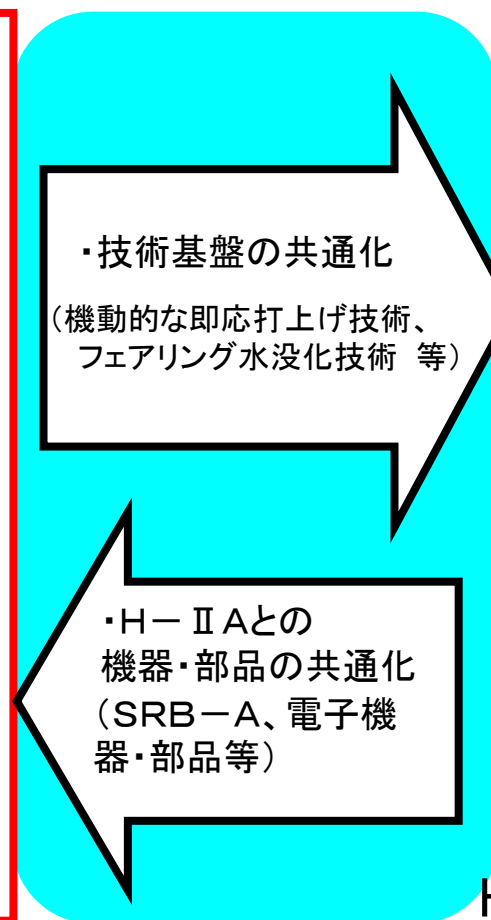 ・技術基盤の共通化
(機動的な即応打上げ技術、
フェアリング水没化技術 等)
・H-ⅡAとの
機器・部品の共通化
(SRB-A、電子機
器・部品等)